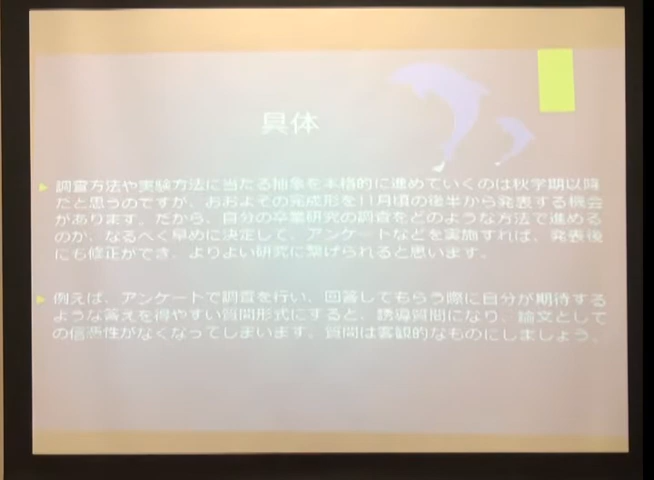 具体
調査方法や実験方法に当たる抽象を本格的に進めていくのは秋学期以降
だと思うのですが、おおよその完成形を11月頃の後半から発表する機会
があります。だから、自分の卒業研究の調査をどのような方法で進める
のか、なるべく早めに決定して、アンケートなどを実施すれば、発表後
にも修正ができ、よりよい研究に繋げられると思います。
例えば、アンケートで調査を行い、回答してもらう際に自分が期待する
ような答えを得やすい質問形式にすると、誘導質問になり、論文として
の信憑性がなくなってしまいます。質問は客観的なものにしましょう。